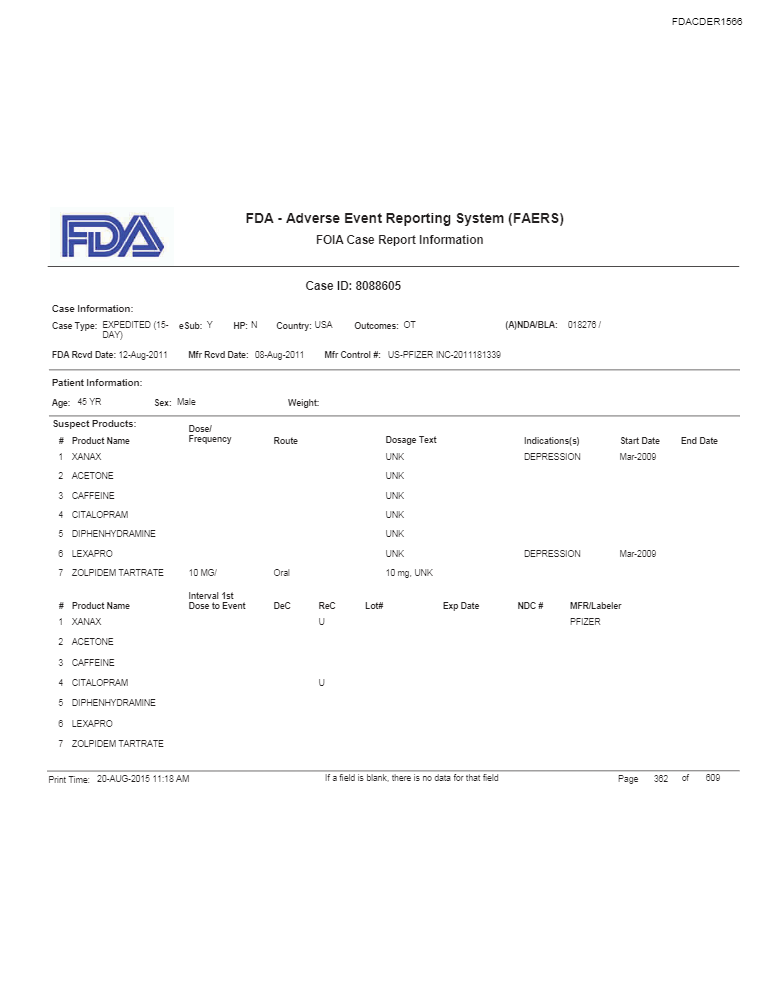 FDACDER1566
FDA
FDA - Adverse Event Reporting System (FAERS)
FOIA Case Report Information
Case ID: 8088605
Case Information:
Case Type: EXPEDITED (15-DAY) eSub: Y HP: N Country: USA Outcomes: OT (A)NDA/BLA: 018276 /
FDA Rcvd Date: 12-Aug-2011 Mfr Rcvd Date: 08-Aug-2011 Mfr Control #: US-PFIZER INC-2011181339
Patient Information:
Age: 45 YR Sex: Male Weight:
Suspect Products:
# Product Name Dose/Frequency Route Dosage Text Indications(s) Start Date End Date
1 XANAX UNK DEPRESSION Mar-2009
2 ACETONE UNK
3 CAFFEINE UNK
4 CITALOPRAM UNK
5 DIPHENHYDRAMINE UNK
6 LEXAPRO UNK DEPRESSION Mar-2009
7 ZOLPIDEM TARTRATE 10 MG/ Oral 10 mg, UNK
# Product Name Interval 1st Dose to Event DeC ReC Lot# Exp Date NDC # MFR/Labeler
1 XANAX U PFIZER
2 ACETONE
3 CAFFEINE
4 CITALOPRAM U
5 DIPHENHYDRAMINE
6 LEXAPRO
7 ZOLPIDEM TARTRATE
Print Time: 20-AUG-2015 11:18 AM If a field is blank, there is no data for that field Page 362 of 609